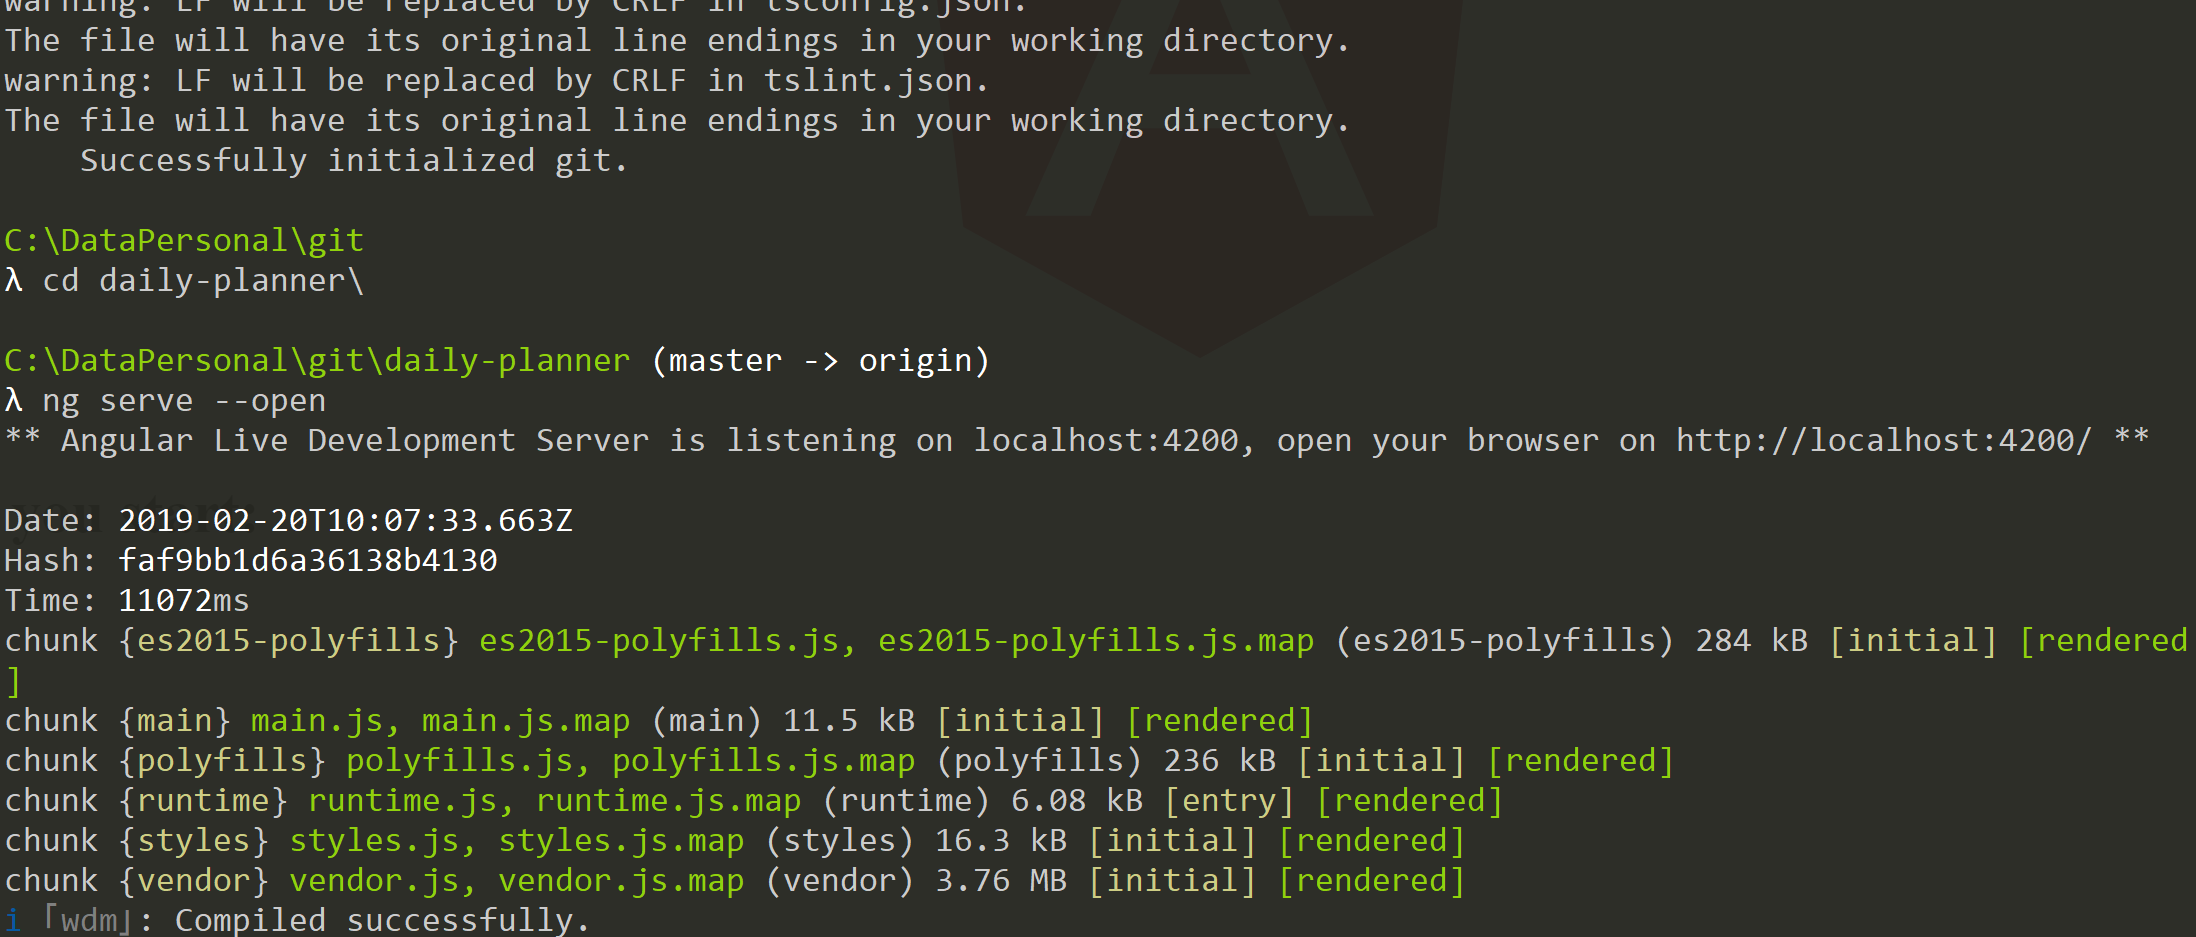 warning: LF will be replaced by CRLF in tsconfig.json.
The file will have its original line endings in your working directory.
warning: LF will be replaced by CRLF in tslint.json.
The file will have its original line endings in your working directory.
    Successfully initialized git.
C:\DataPersonal\git
λ cd daily-planner\
C:\DataPersonal\git\daily-planner (master -> origin)
λ ng serve --open
** Angular Live Development Server is listening on localhost:4200, open your browser on http://localhost:4200/ **
Date: 2019-02-20T10:07:33.663Z
Hash: faf9bb1d6a36138b4130
Time: 11072ms
chunk {es2015-polyfills} es2015-polyfills.js, es2015-polyfills.js.map (es2015-polyfills) 284 kB [initial] [rendered
]
chunk {main} main.js, main.js.map (main) 11.5 kB [initial] [rendered]
chunk {polyfills} polyfills.js, polyfills.js.map (polyfills) 236 kB [initial] [rendered]
chunk {runtime} runtime.js, runtime.js.map (runtime) 6.08 kB [entry] [rendered]
chunk {styles} styles.js, styles.js.map (styles) 16.3 kB [initial] [rendered]
chunk {vendor} vendor.js, vendor.js.map (vendor) 3.76 MB [initial] [rendered]
i ｢wdm｣: Compiled successfully.